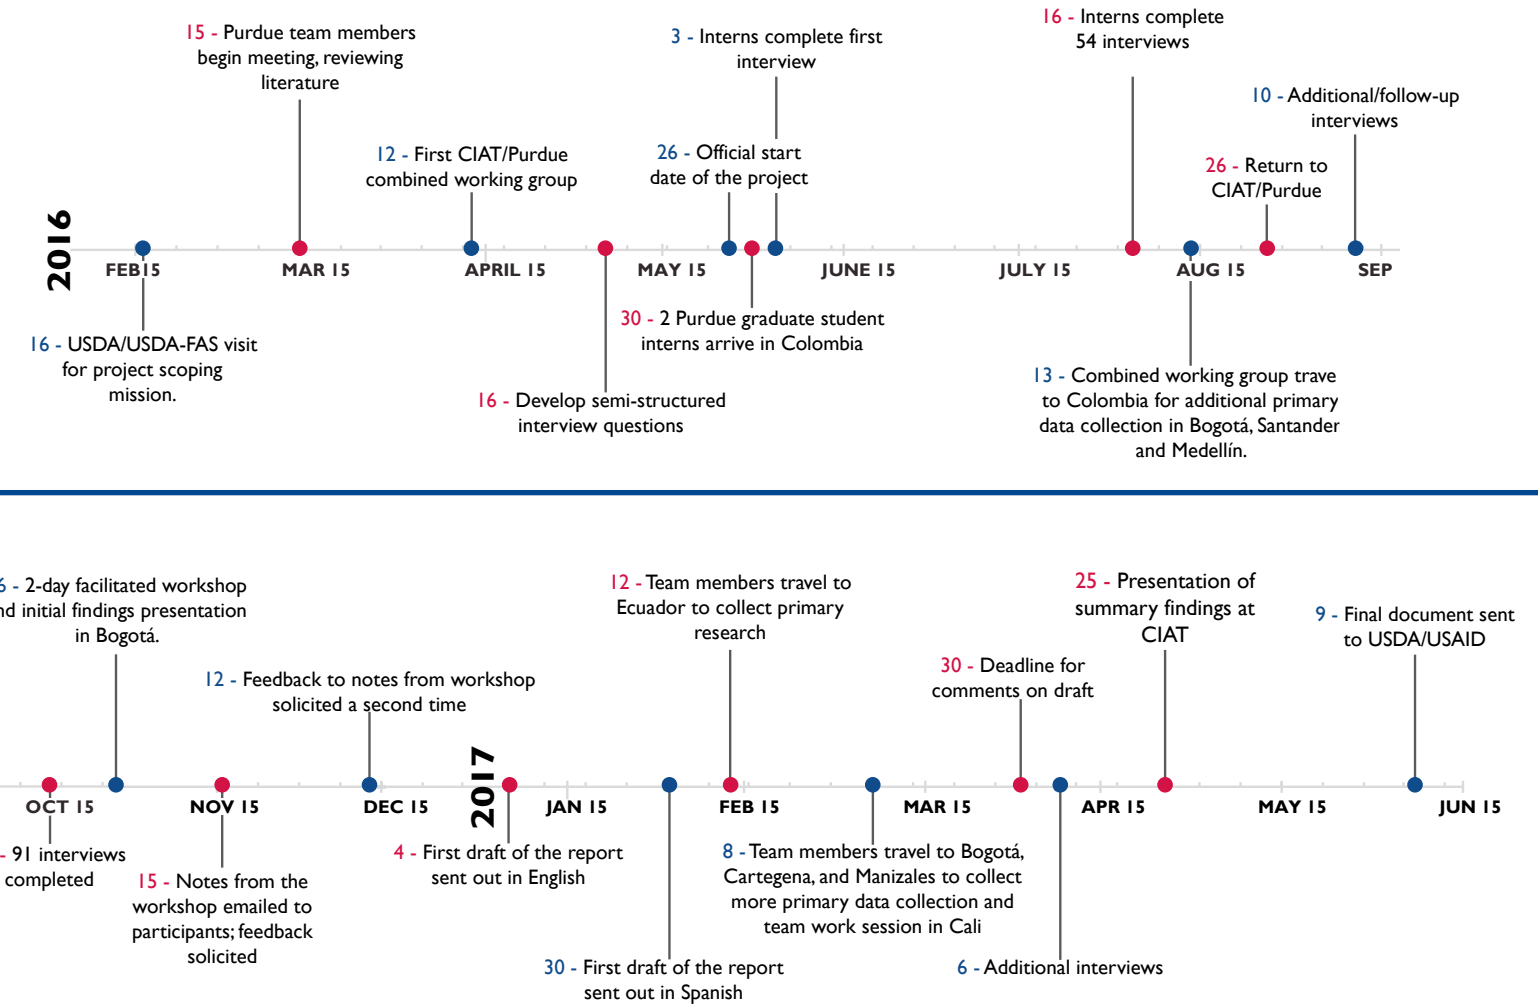 15 - Purdue team members
begin meeting, reviewing
literature
3 - Interns complete first
interview
16 - Interns complete
54 interviews
10 - Additional/follow-up
interviews
12 - First CIAT/Purdue
combined working group
26 - Official start
date of the project
26 - Return to
CIAT/Purdue
2016
FEB15
MAR 15
APRIL 15
MAY 15
JUNE 15
JULY 15
AUG 15
SEP
16 - USDA/USDA-FAS visit
for project scoping
mission.
30 - 2 Purdue graduate student
interns arrive in Colombia
16 - Develop semi-structured
interview questions
13 - Combined working group trave
to Colombia for additional primary
data collection in Bogotá, Santander
and Medellín.
6 - 2-day facilitated workshop
nd initial findings presentation
in Bogotá.
12 - Team members travel to
Ecuador to collect primary
research
25 - Presentation of
summary findings at
CIAT
9 - Final document sent
to USDA/USAID
12 - Feedback to notes from workshop
solicited a second time
30 - Deadline for
comments on draft
2017
OCT 15
NOV 15
DEC 15
JAN 15
FEB 15
MAR 15
APR 15
MAY 15
JUN 15
- 91 interviews
completed
15 - Notes from the
workshop emailed to
participants; feedback
solicited
4 - First draft of the report
sent out in English
8 - Team members travel to Bogotá,
Cartegena, and Manizales to collect
more primary data collection and
team work session in Cali
30 - First draft of the report
sent out in Spanish
6 - Additional interviews